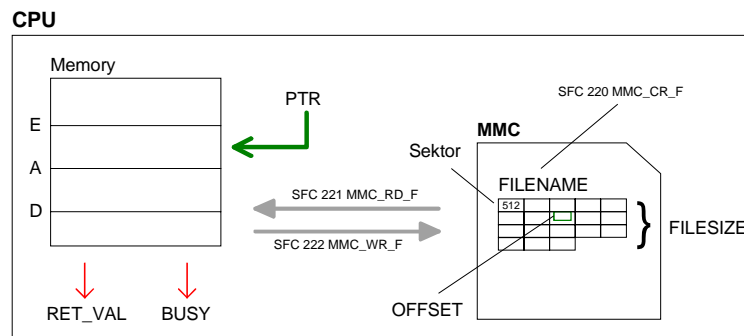 CPU
Memory
E
A
D
PTR
SFC 220 MMC_CR_F
MMC
Sektor
FILENAME
512
FILESIZE
SFC 221 MMC_RD_F
SFC 222 MMC_WR_F
OFFSET
RET_VAL
BUSY